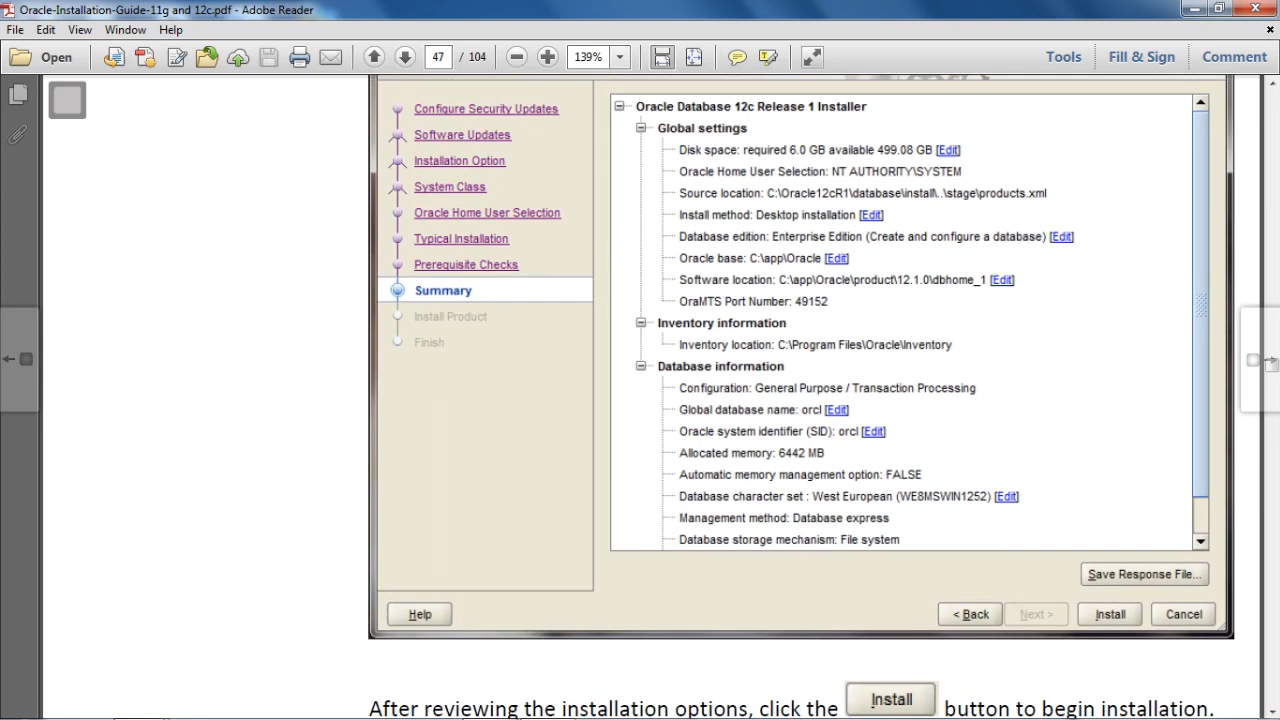 Oracle-Installation-Guide-11g and 12c.pdf - Adobe Reader
File Edit View Window Help
Open 47 / 104 139% Tools Fill & Sign Comment
Configure Security Updates
Software Updates
Installation Option
System Class
Oracle Home User Selection
Typical Installation
Prerequisite Checks
Summary
Install Product
Finish
Oracle Database 12c Release 1 Installer
Global settings
Disk space: required 6.0 GB available 499.08 GB [Edit]
Oracle Home User Selection: NT AUTHORITY\SYSTEM
Source location: C:\Oracle12cR1\database\install\..\stage\products.xml
Install method: Desktop installation [Edit]
Database edition: Enterprise Edition (Create and configure a database) [Edit]
Oracle base: C:\app\Oracle [Edit]
Software location: C:\app\Oracle\product\12.1.0\dbhome_1 [Edit]
OraMTS Port Number: 49152
Inventory information
Inventory location: C:\Program Files\Oracle\Inventory
Database information
Configuration: General Purpose / Transaction Processing
Global database name: orcl [Edit]
Oracle system identifier (SID): orcl [Edit]
Allocated memory: 6442 MB
Automatic memory management option: FALSE
Database character set : West European (WE8MSWIN1252) [Edit]
Management method: Database express
Database storage mechanism: File system
Save Response File...
Help < Back Next > Install Cancel
After reviewing the installation options, click the Install button to begin installation.